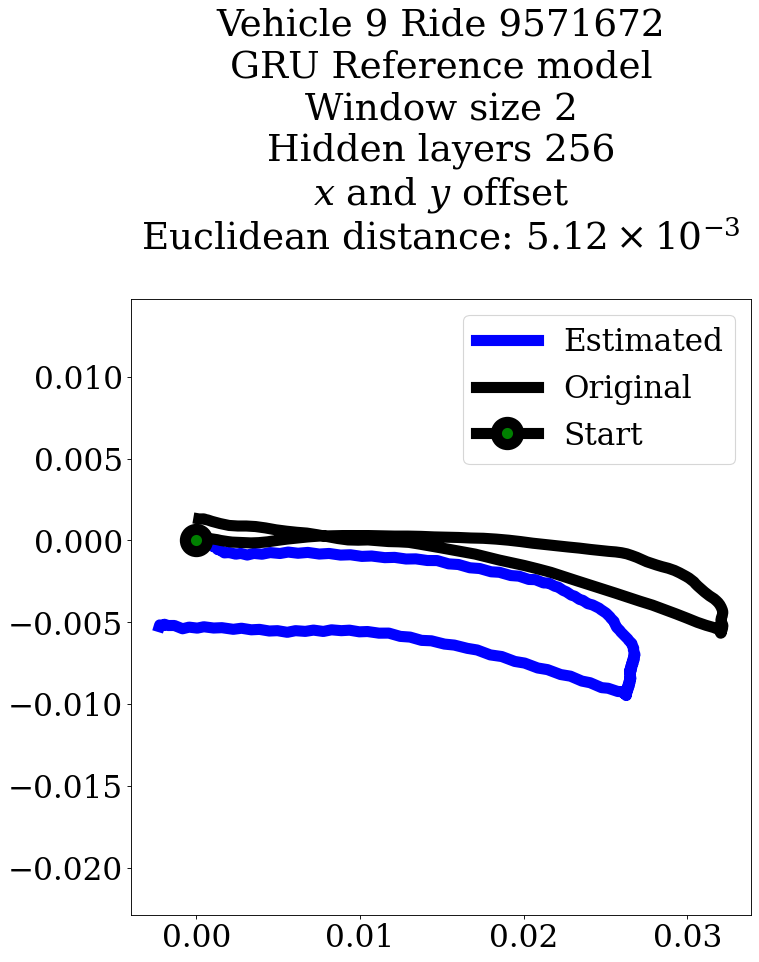 Vehicle 9 Ride 9571672
GRU Reference model
Window size 2
Hidden layers 256
x and y offset
Euclidean distance: 5.12 × 10⁻³
Estimated
Original
Start
0.010
0.005
0.000
−0.005
−0.010
−0.015
−0.020
0.00 0.01 0.02 0.03